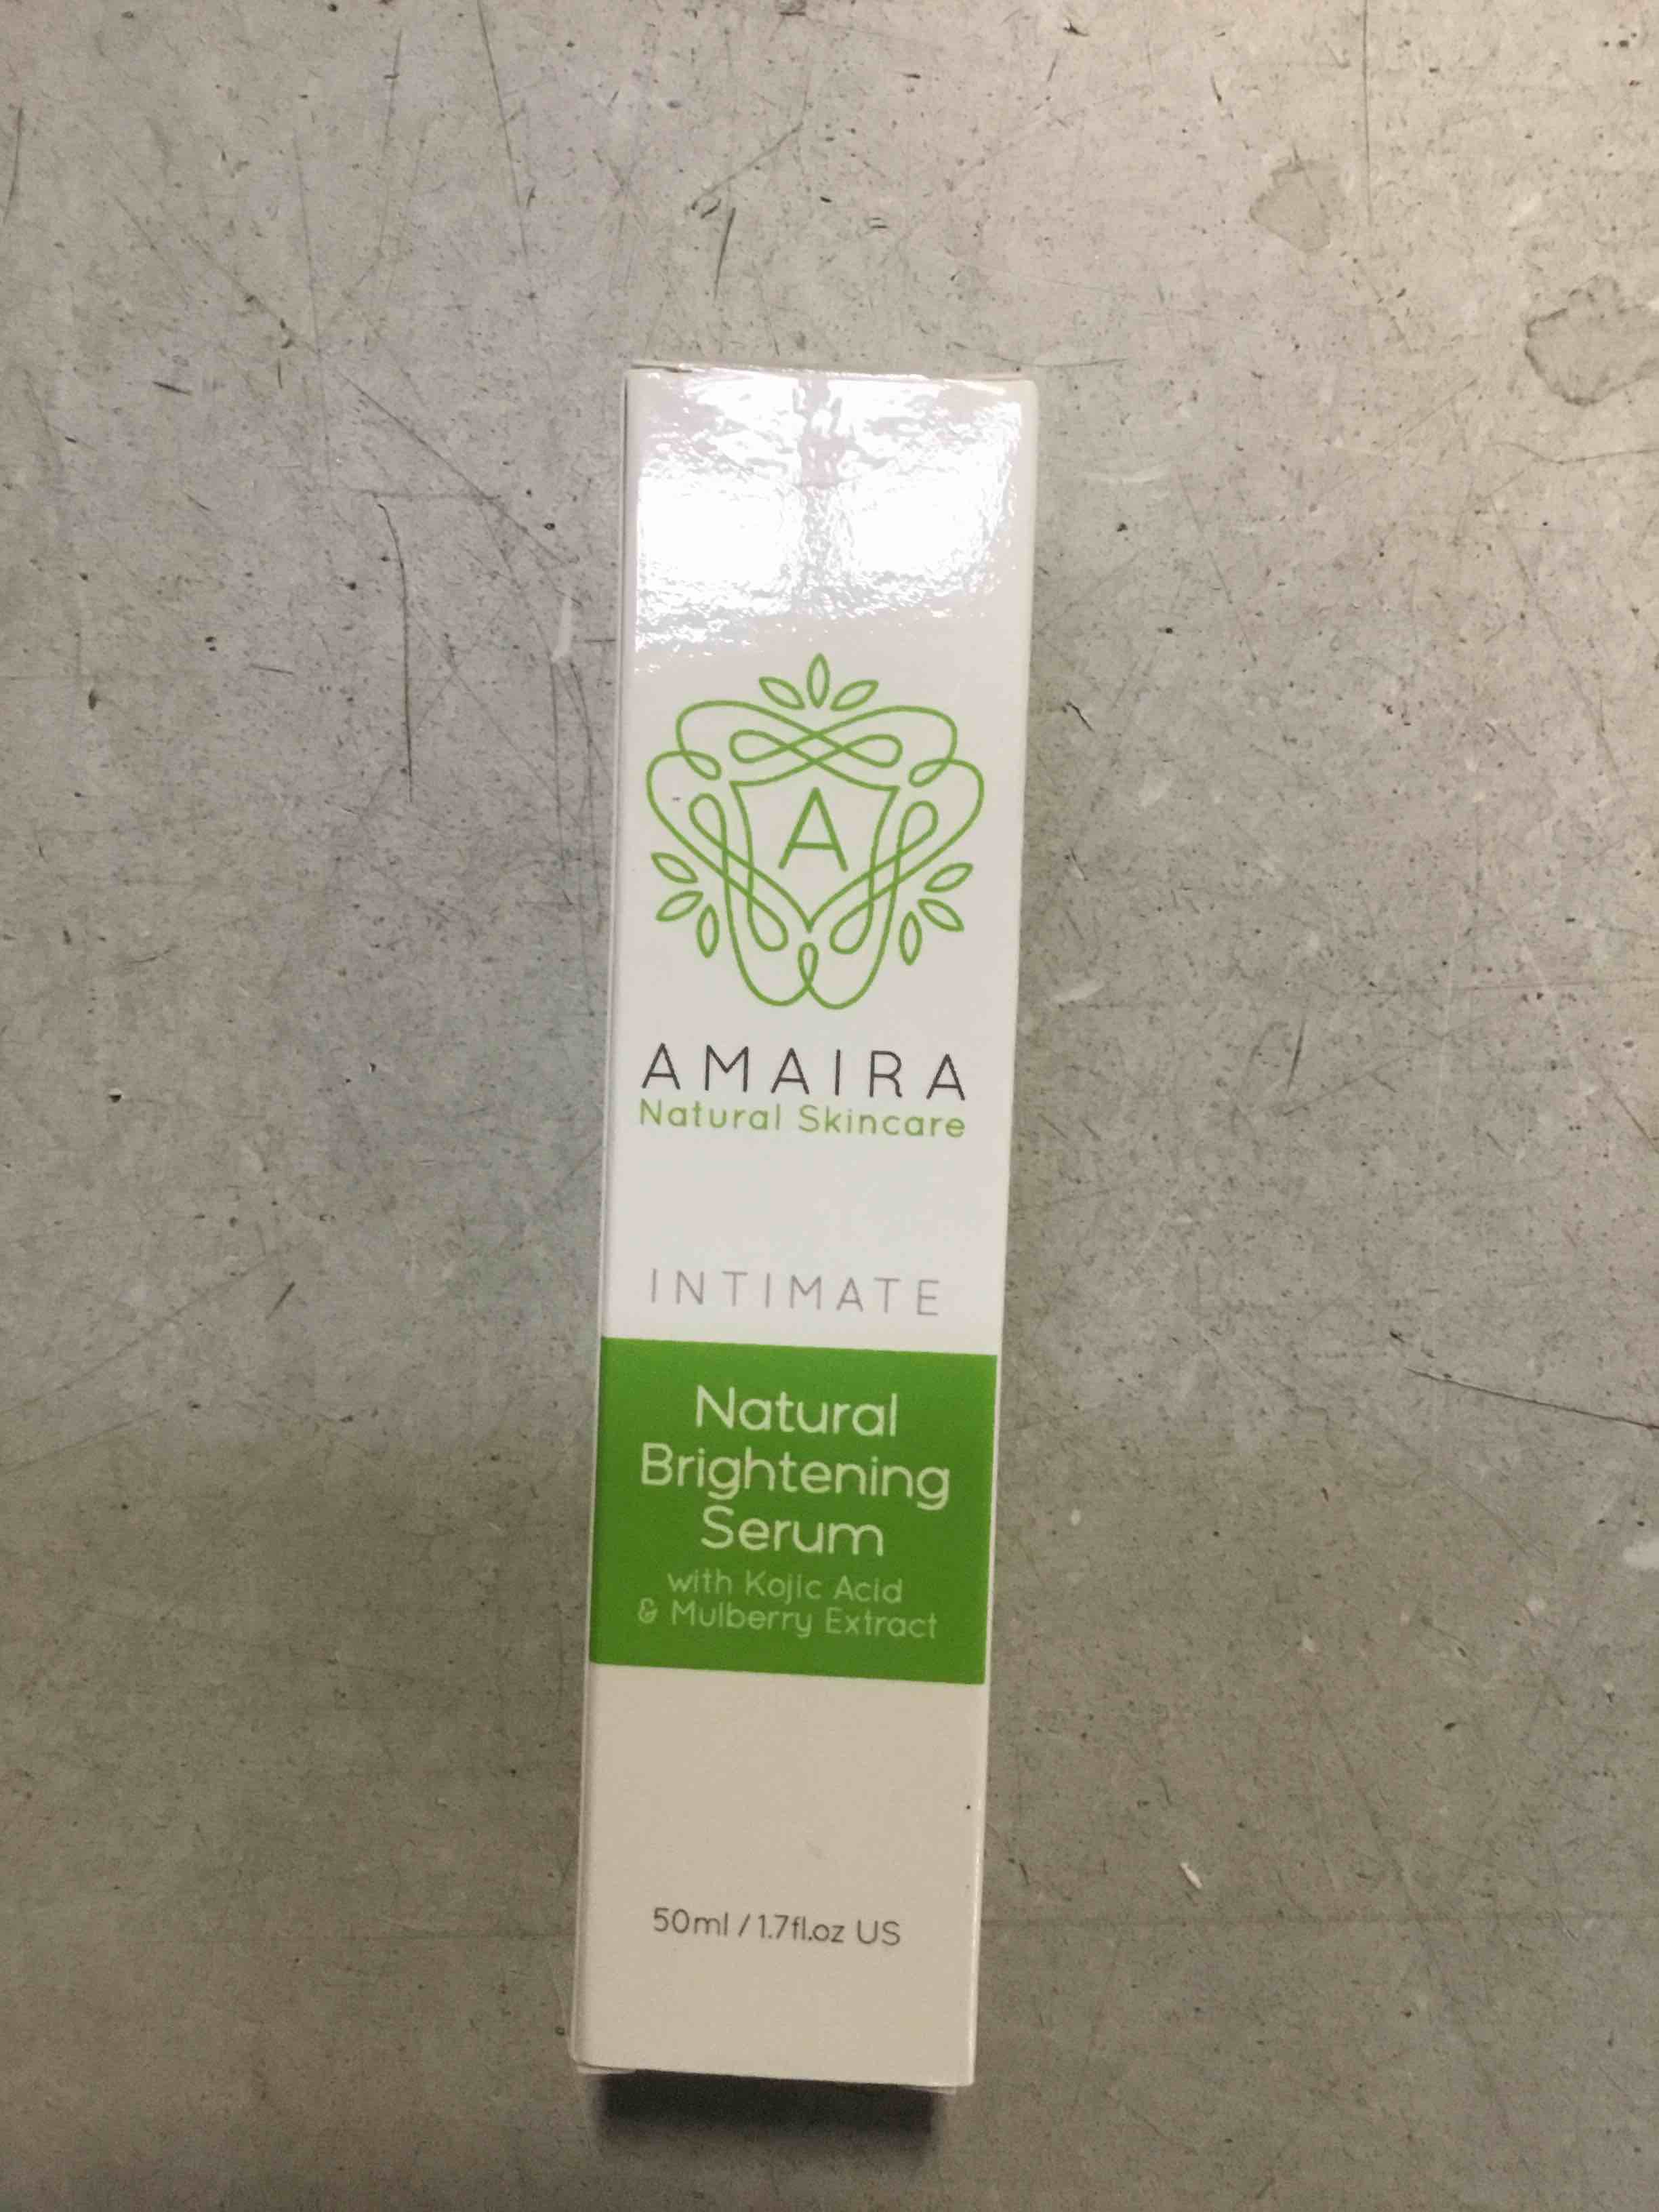 A
AMAIRA
Natural Skincare
INTIMATE
Natural
Brightening
Serum
with Kojic Acid
& Mulberry Extract
50ml / 1.7fl.oz US